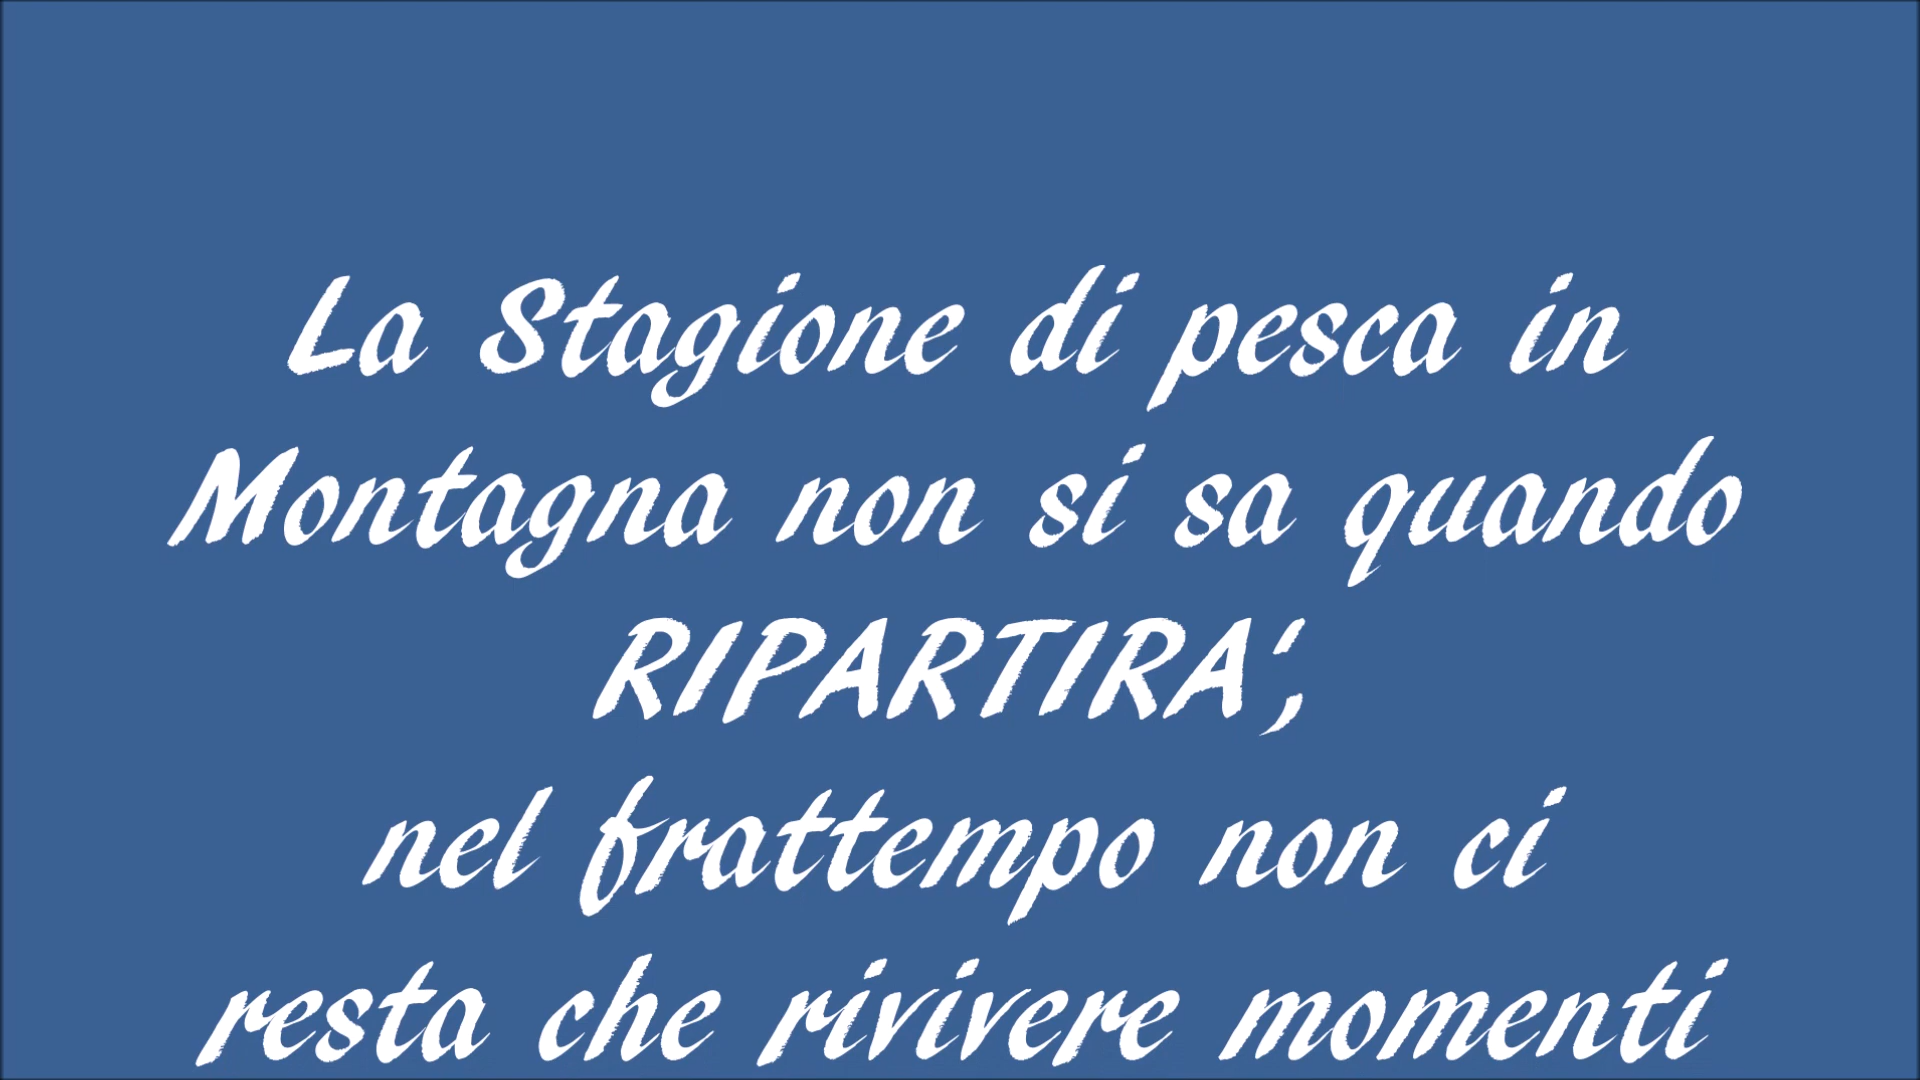 La Stagione di pesca in
Montagna non si sa quando
RIPARTIRA',
nel frattempo non ci
resta che rivivere momenti